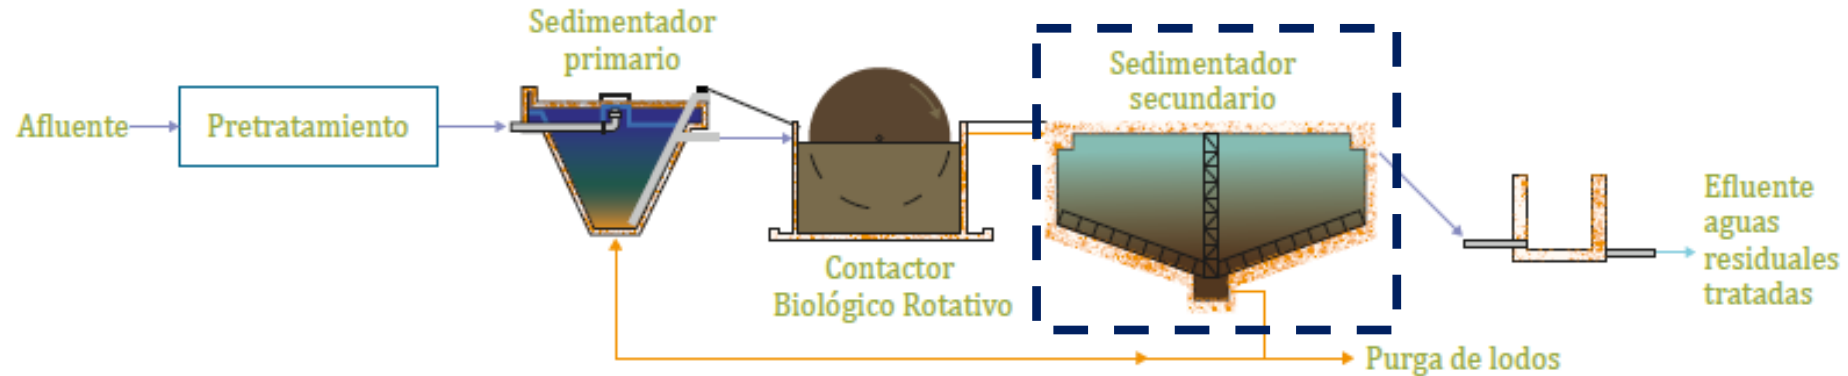 Afluente
Pretratamiento
Sedimentador
primario
Contactor
Biológico Rotativo
Sedimentador
secundario
Efluente
aguas
residuales
tratadas
Purga de lodos